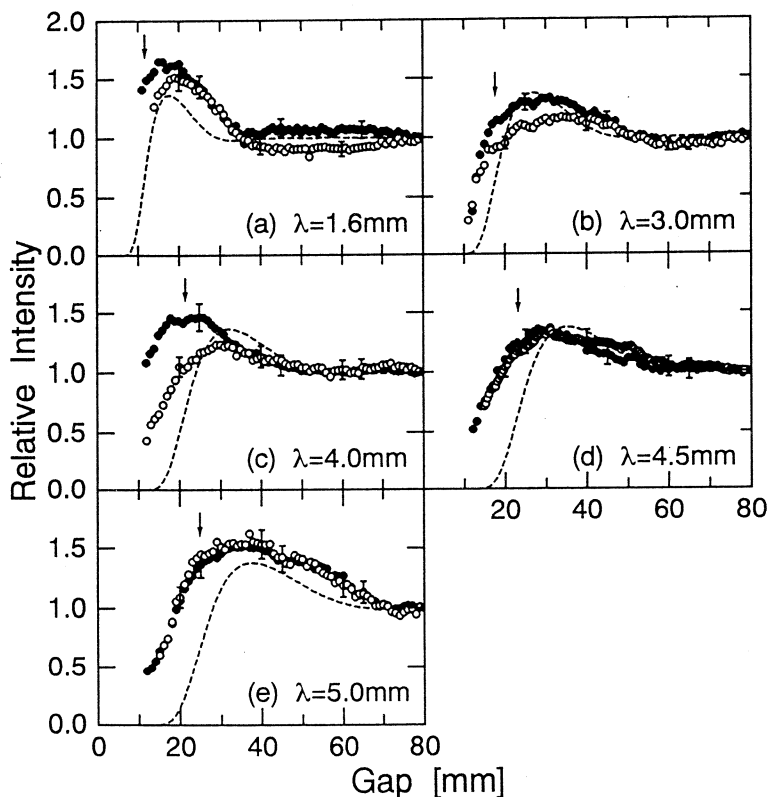 2.0
1.5
1.0
0.5
0.0
(a) λ=1.6mm
(b) λ=3.0mm
1.5
1.0
0.5
0.0
(c) λ=4.0mm
(d) λ=4.5mm
20 40 60 80
1.5
1.0
0.5
0.0
(e) λ=5.0mm
0 20 40 60 80
Relative Intensity
Gap [mm]